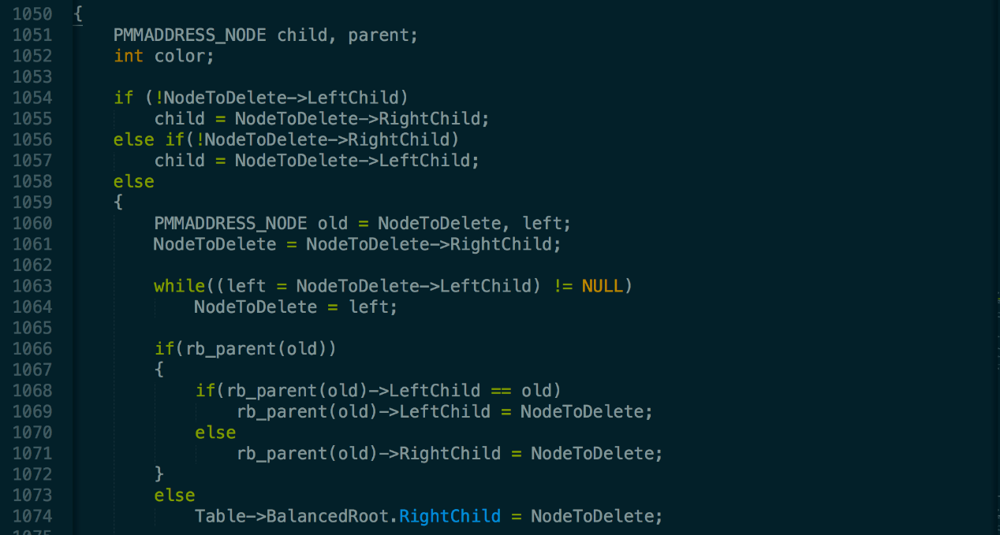 1050 {
1051 PMMADDRESS_NODE child, parent;
1052 int color;
1053
1054 if (!NodeToDelete->LeftChild)
1055 child = NodeToDelete->RightChild;
1056 else if(!NodeToDelete->RightChild)
1057 child = NodeToDelete->LeftChild;
1058 else
1059 {
1060 PMMADDRESS_NODE old = NodeToDelete, left;
1061 NodeToDelete = NodeToDelete->RightChild;
1062
1063 while((left = NodeToDelete->LeftChild) != NULL)
1064 NodeToDelete = left;
1065
1066 if(rb_parent(old))
1067 {
1068 if(rb_parent(old)->LeftChild == old)
1069 rb_parent(old)->LeftChild = NodeToDelete;
1070 else
1071 rb_parent(old)->RightChild = NodeToDelete;
1072 }
1073 else
1074 Table->BalancedRoot.RightChild = NodeToDelete;
1075